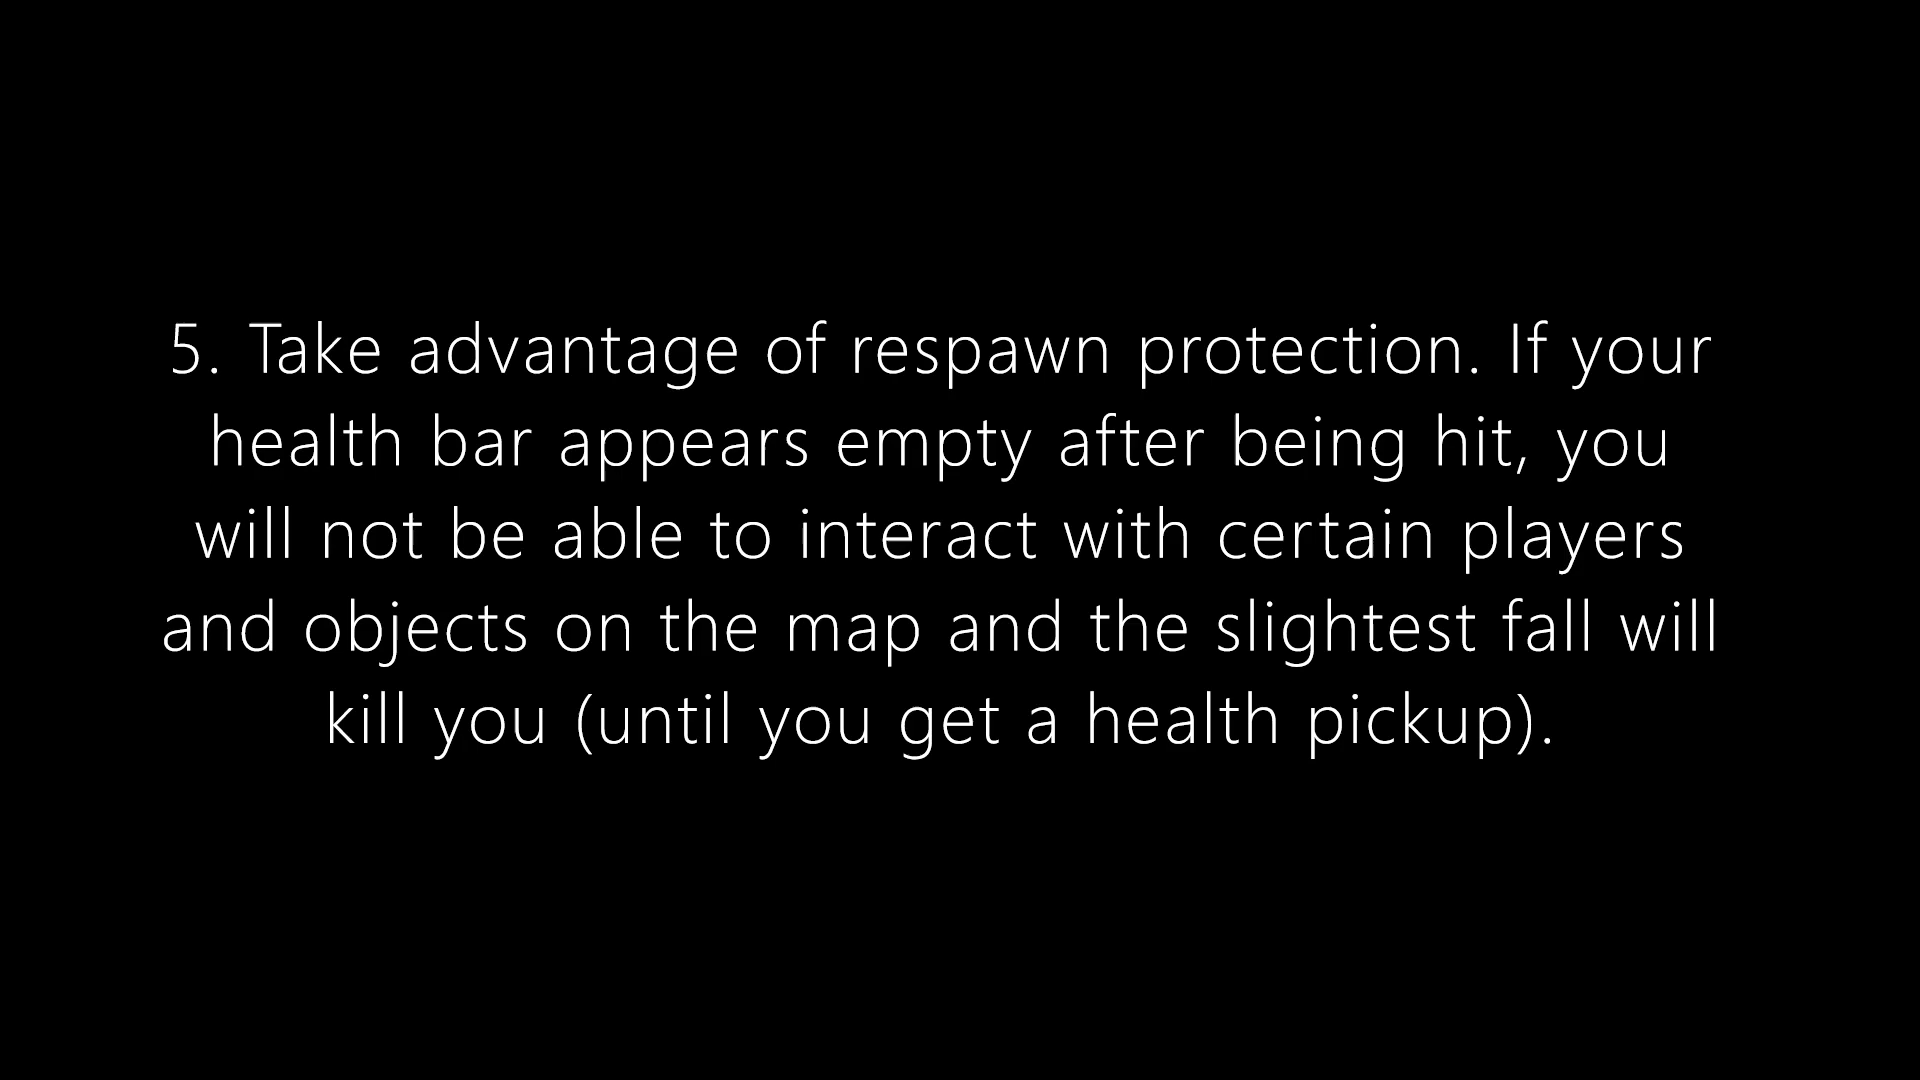 5. Take advantage of respawn protection. If your
health bar appears empty after being hit, you
will not be able to interact with certain players
and objects on the map and the slightest fall will
kill you (until you get a health pickup).